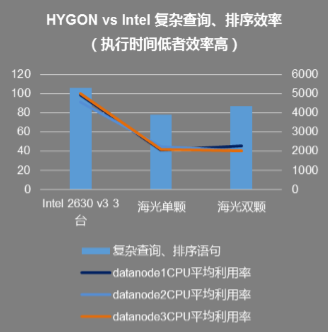 HYGON vs Intel 复杂查询、排序效率
（执行时间低者效率高）
120 6000
100 5000
80 4000
60 3000
40 2000
20 1000
0 0
Intel 2630 v3 3 海光单颗 海光双颗
台
复杂查询、排序语句
datanode1CPU平均利用率
datanode2CPU平均利用率
datanode3CPU平均利用率